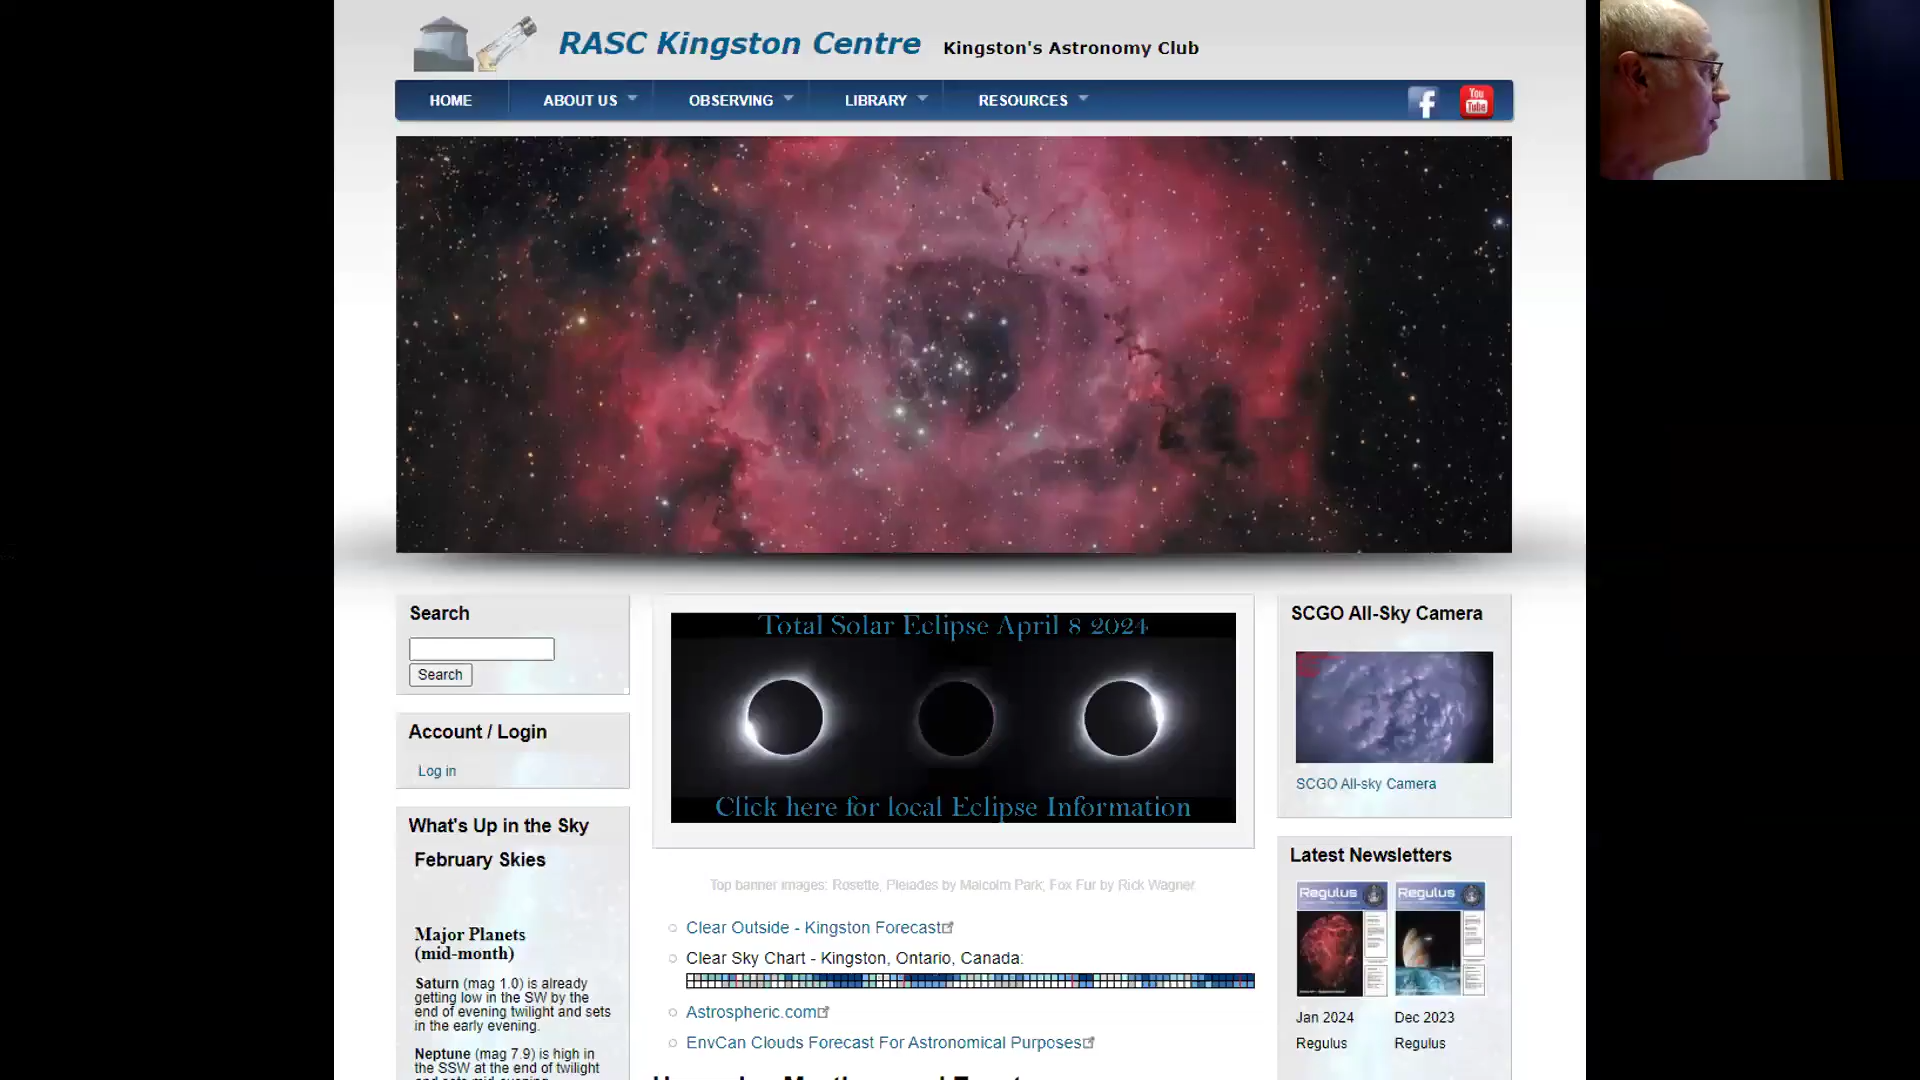 RASC Kingston Centre Kingston's Astronomy Club
HOME ABOUT US OBSERVING LIBRARY RESOURCES
f You Tube
Search
Search
Account / Login
Log in
What's Up in the Sky
February Skies
Major Planets
(mid-month)
Saturn (mag 1.0) is already
getting low in the SW by the
end of evening twilight and sets
in the early evening.
Neptune (mag 7.9) is high in
the SSW at the end of twilight
Total Solar Eclipse April 8 2024
Click here for local Eclipse Information
Top banner images: Rosette, Pleiades by Malcolm Park; Fox Fur by Rick Wagner
Clear Outside - Kingston Forecast
Clear Sky Chart - Kingston, Ontario, Canada:
Astrospheric.com
EnvCan Clouds Forecast For Astronomical Purposes
SCGO All-Sky Camera
SCGO All-sky Camera
Latest Newsletters
Regulus Regulus
Jan 2024 Dec 2023
Regulus Regulus